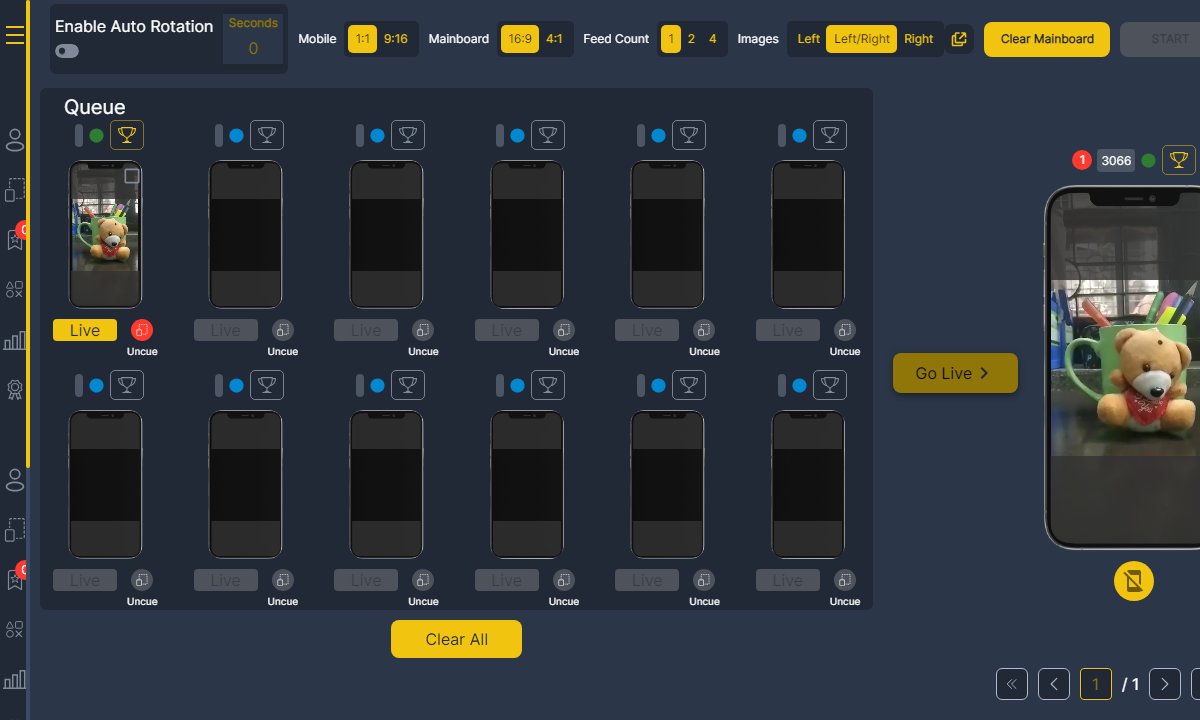 Enable Auto Rotation
Seconds
0
Mobile 1:1 9:16 Mainboard 16:9 4:1 Feed Count 1 2 4 Images Left Left/Right Right
Clear Mainboard
START
Queue
1 3066
Live Live Live Live Live Live
Uncue Uncue Uncue Uncue Uncue Uncue
Go Live
Live Live Live Live Live Live
Uncue Uncue Uncue Uncue Uncue Uncue
Clear All
1 / 1